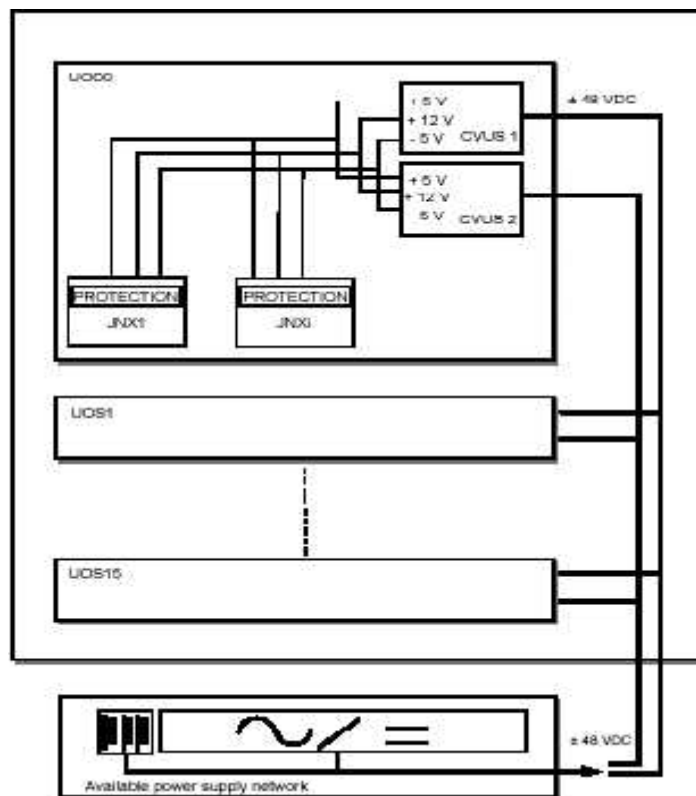 UOS0
± 48 VDC
+ 5 V
+ 12 V
- 5 V
CVUS 1
+ 5 V
+ 12 V
5 V
CVUS 2
PROTECTION
JNX1
PROTECTION
JNXi
UOS1
UOS15
± 48 VDC
Available power supply network